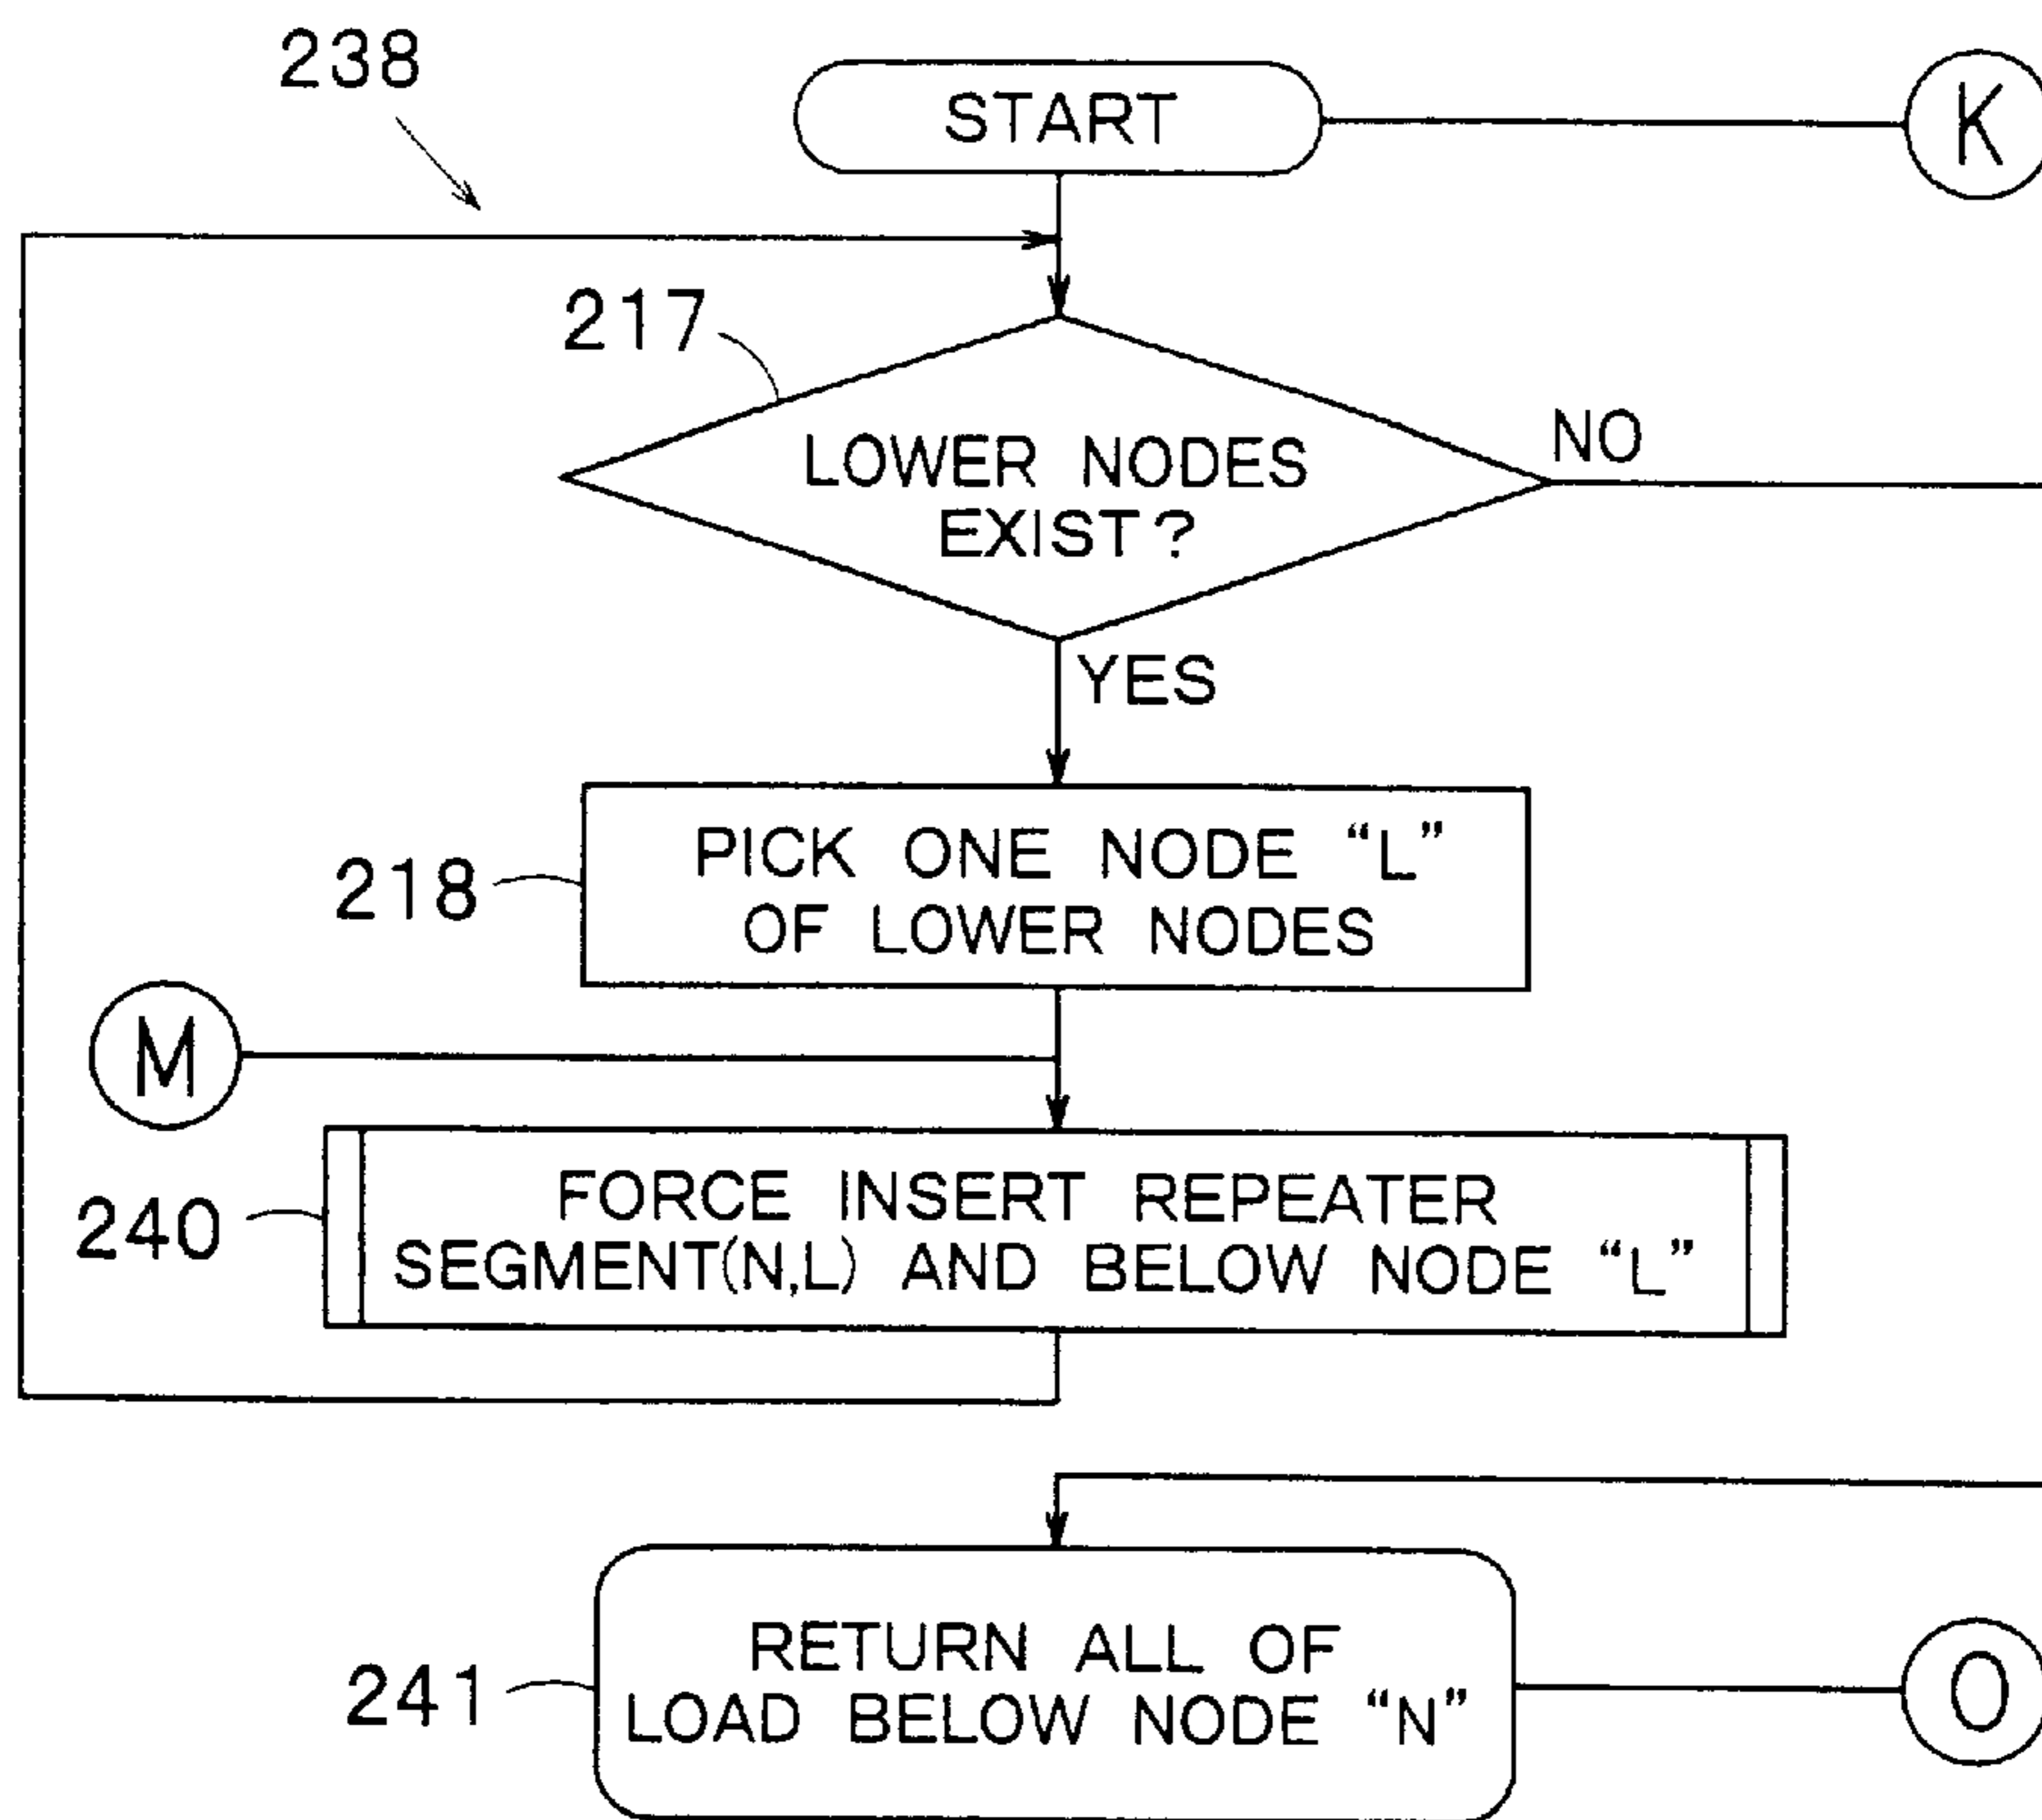 238
START
K
217
LOWER NODES
EXIST?
NO
YES
218
PICK ONE NODE “L”
OF LOWER NODES
M
240
FORCE INSERT REPEATER
SEGMENT(N,L) AND BELOW NODE “L”
241
RETURN ALL OF
LOAD BELOW NODE “N”
O